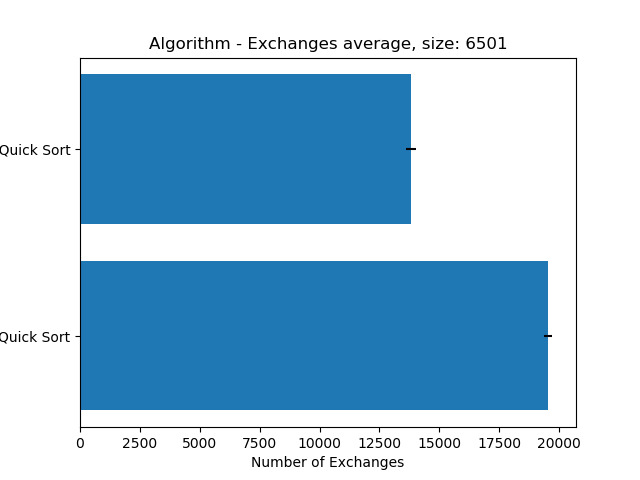 Algorithm - Exchanges average, size: 6501
Quick Sort
Quick Sort
0 2500 5000 7500 10000 12500 15000 17500 20000
Number of Exchanges